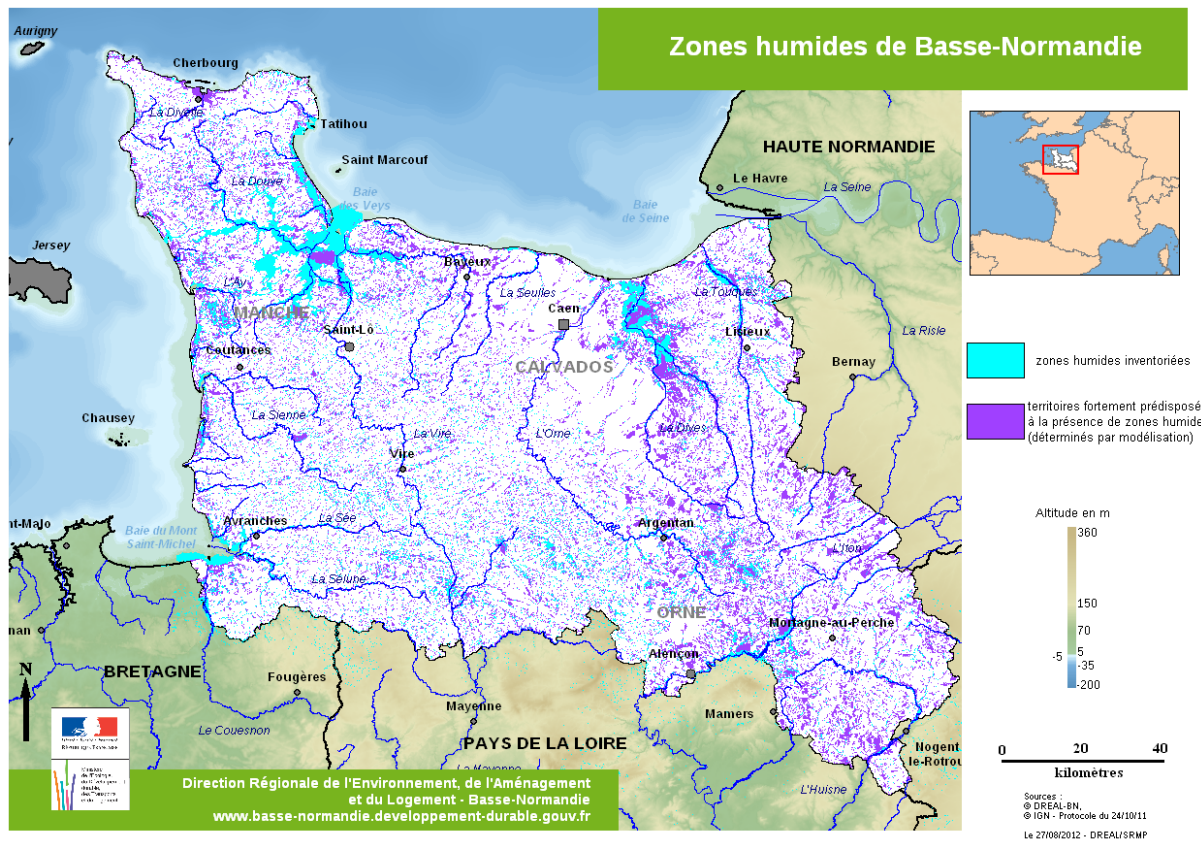 Zones humides de Basse-Normandie
Aurigny
Cherbourg
La Divette
Tatihou
Saint Marcouf
La Douve
Baie
des Veys
HAUTE NORMANDIE
Le Havre
La Seine
Baie
de Seine
Jersey
L'Ay
MANCHE
Bayeux
La Seulles
Caen
La Touques
Saint-Lô
Lisieux
La Risle
Coutances
CALVADOS
Bernay
Chausey
La Sienne
La Vire
L'Orne
La Dives
Vire
nt-Malo
Baie du Mont
Saint-Michel
Avranches
La Sée
Argentan
L'Iton
La Sélune
ORNE
Mortagne-au-Perche
nan
Alençon
N
BRETAGNE
Fougères
Mayenne
Mamers
Le Couesnon
PAYS DE LA LOIRE
Nogent
le-Rotrou
La Mayenne
L'Huisne
zones humides inventoriées
territoires fortement prédisposé
à la présence de zones humide
(déterminés par modélisation)
Altitude en m
360
150
70
5
-5
-35
-200
0 20 40
kilomètres
Sources :
© DREAL-BN,
© IGN - Protocole du 24/10/11
Le 27/08/2012 - DREAL/SRMP
Direction Régionale de l'Environnement, de l'Aménagement
et du Logement - Basse-Normandie
www.basse-normandie.developpement-durable.gouv.fr